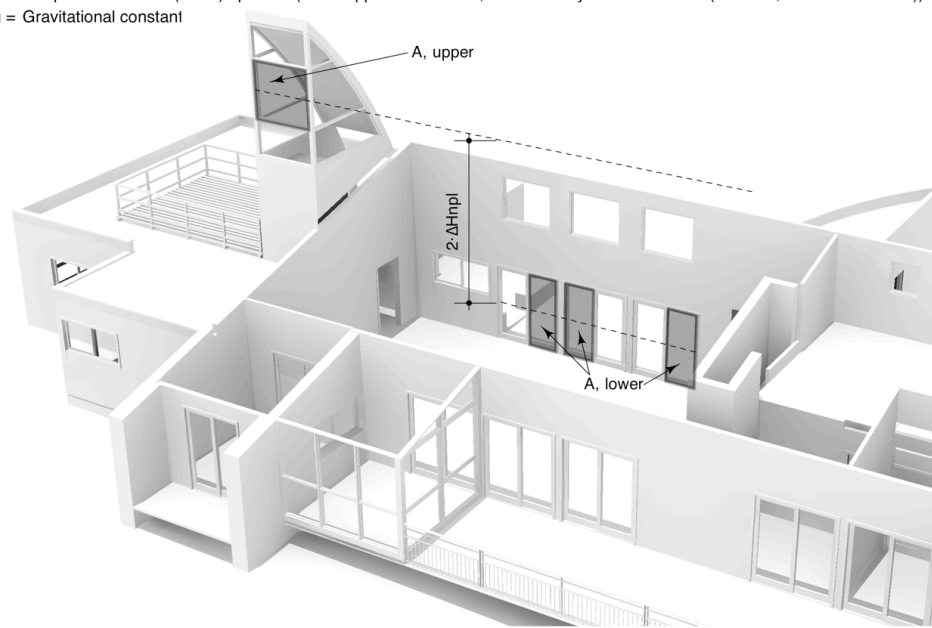 = Gravitational constant
A, upper
2·ΔHnpl
A, lower